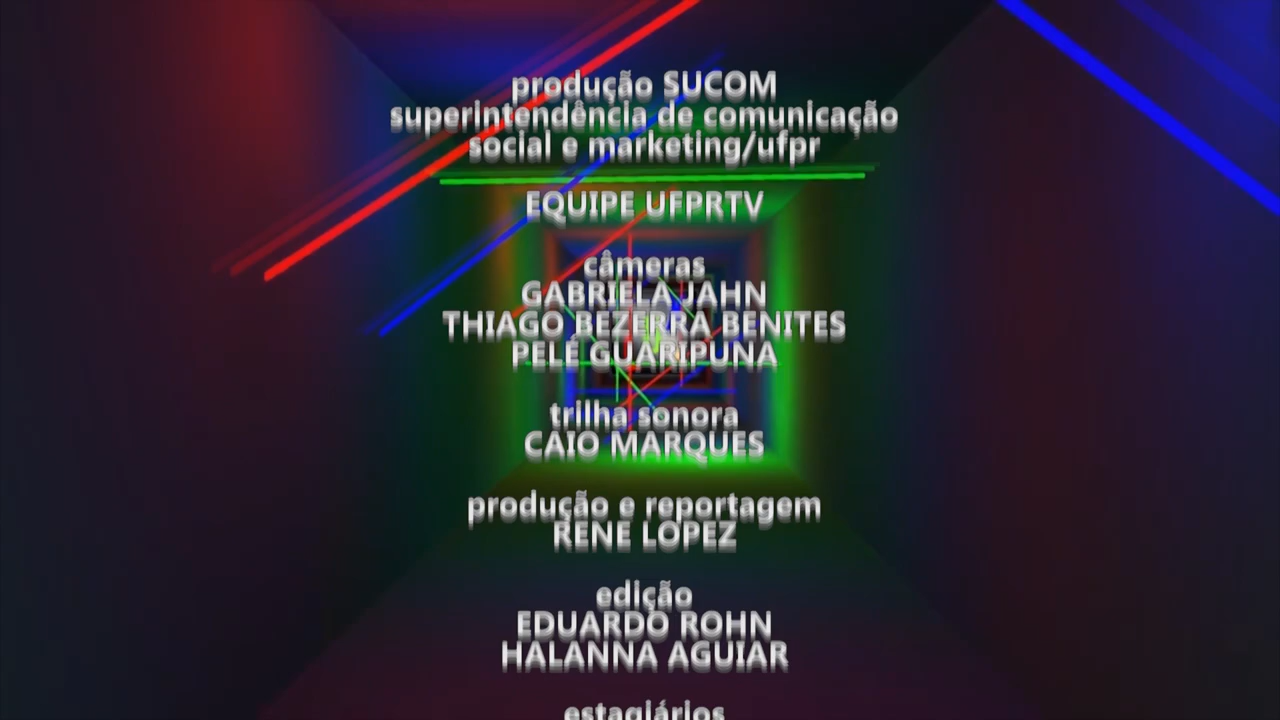 produção SUCOM
superintendência de comunicação
social e marketing/ufpr
EQUIPE UFPRTV
câmeras
GABRIELA JAHN
THIAGO BEZERRA BENITES
PELÉ GUARIPUNA
trilha sonora
CAIO MARQUES
produção e reportagem
RENE LOPEZ
edição
EDUARDO ROHN
HALANNA AGUIAR
estagiários